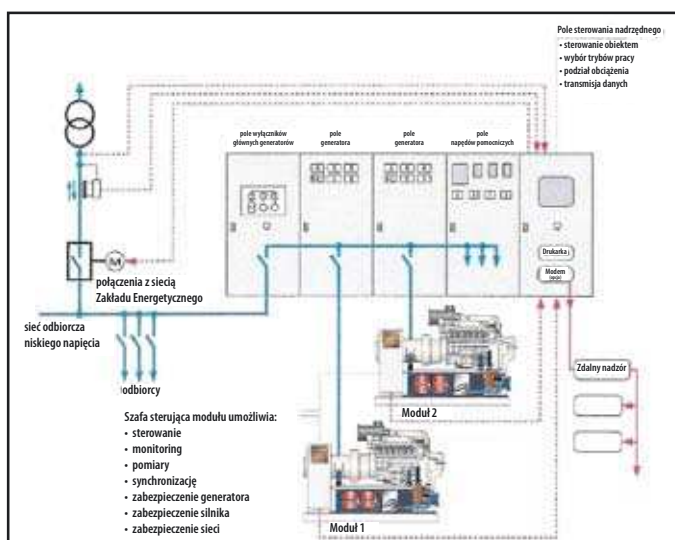 Pole sterowania nadrzędnego
• sterowanie obiektem
• wybór trybów pracy
• podział obciążenia
• transmisja danych
pole wyłączników
głównych generatorów
pole
generatora
pole
generatora
pole
napędów pomocniczych
Drukarka
Modem
(opcja)
M
połączenia z siecią
Zakładu Energetycznego
sieć odbiorcza
niskiego napięcia
odbiorcy
Zdalny nadzór
Szafa sterująca modułu umożliwia:
• sterowanie
• monitoring
• pomiary
• synchronizację
• zabezpieczenie generatora
• zabezpieczenie silnika
• zabezpieczenie sieci
Moduł 2
Moduł 1